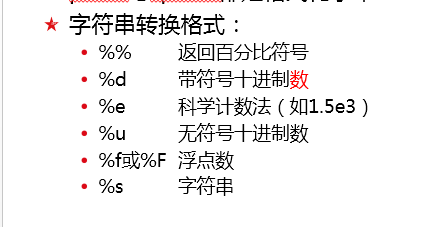 字符串转换格式：
%% 返回百分比符号
%d 带符号十进制数
%e 科学计数法（如1.5e3）
%u 无符号十进制数
%f或%F 浮点数
%s 字符串